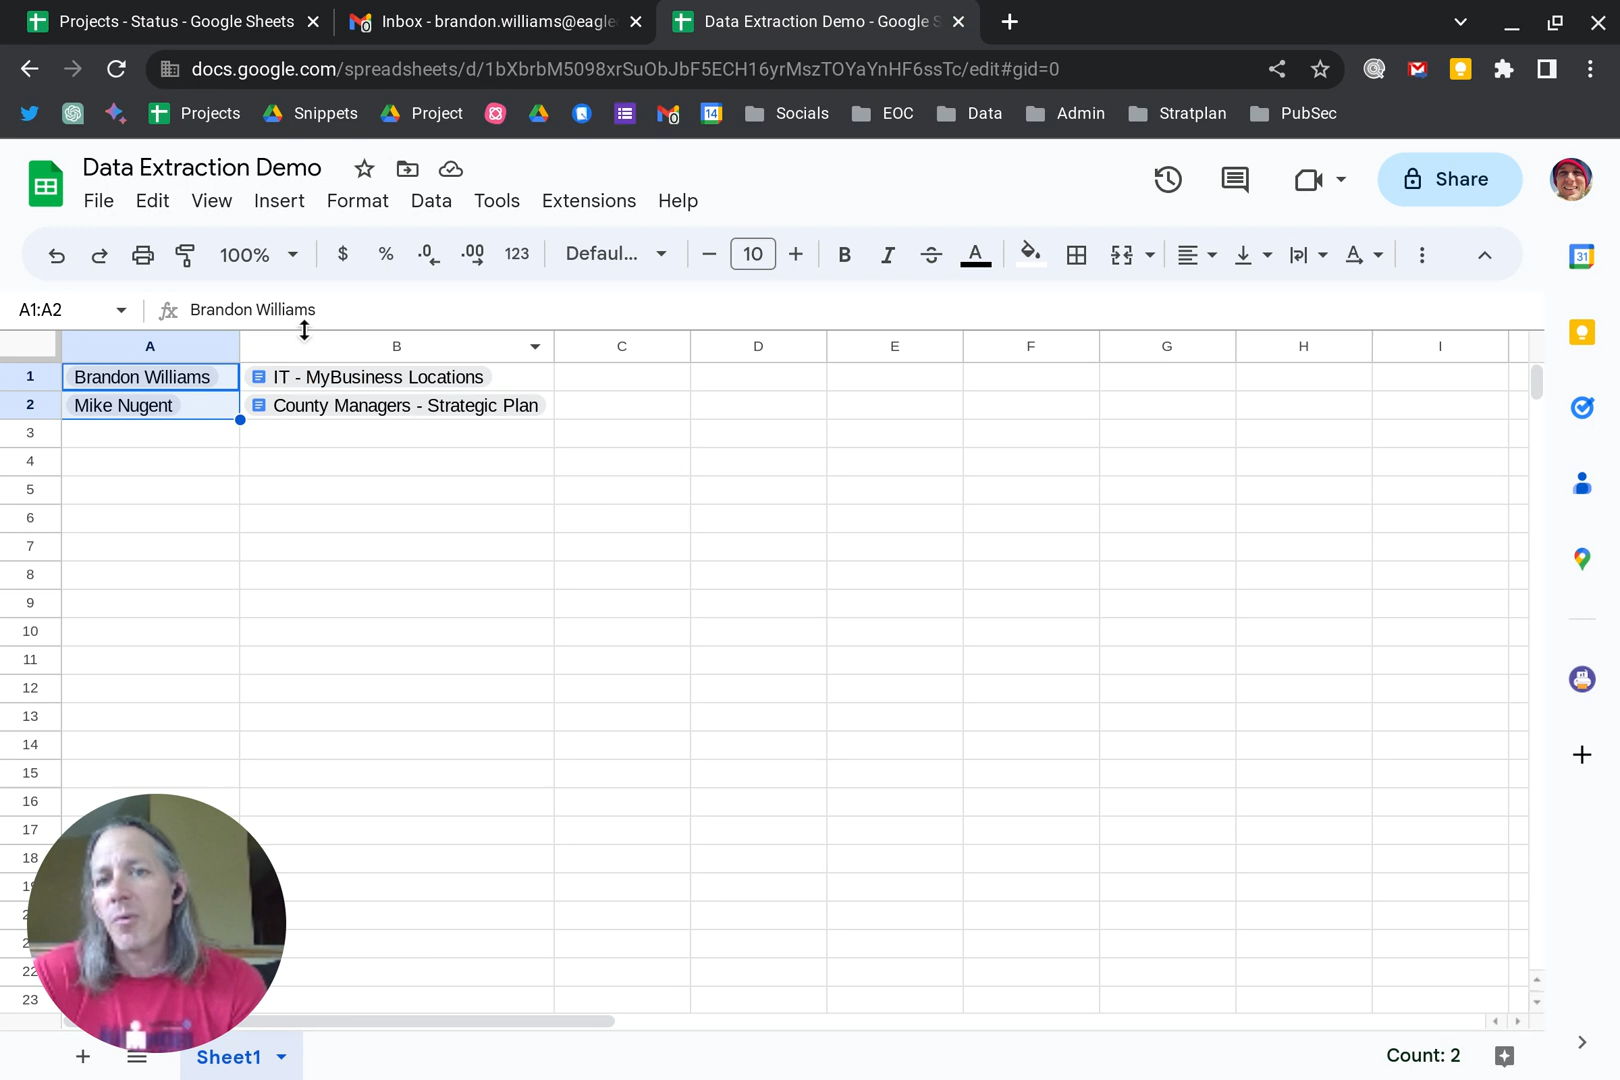 Projects - Status - Google Sheets
Inbox - brandon.williams@eagle
Data Extraction Demo - Google S
docs.google.com/spreadsheets/d/1bXbrbM5098xrSuObJbF5ECH16yrMszTOYaYnHF6ssTc/edit#gid=0
Projects Snippets Project 14 Socials EOC Data Admin Stratplan PubSec
Data Extraction Demo
File Edit View Insert Format Data Tools Extensions Help
Share
100% $ % .0 .00 123 Defaul... 10 B I S A
31
A1:A2 fx Brandon Williams
A B C D E F G H I
1 Brandon Williams IT - MyBusiness Locations
2 Mike Nugent County Managers - Strategic Plan
3
4
5
6
7
8
9
10
11
12
13
14
15
16
17
18
22
23
Sheet1
Count: 2